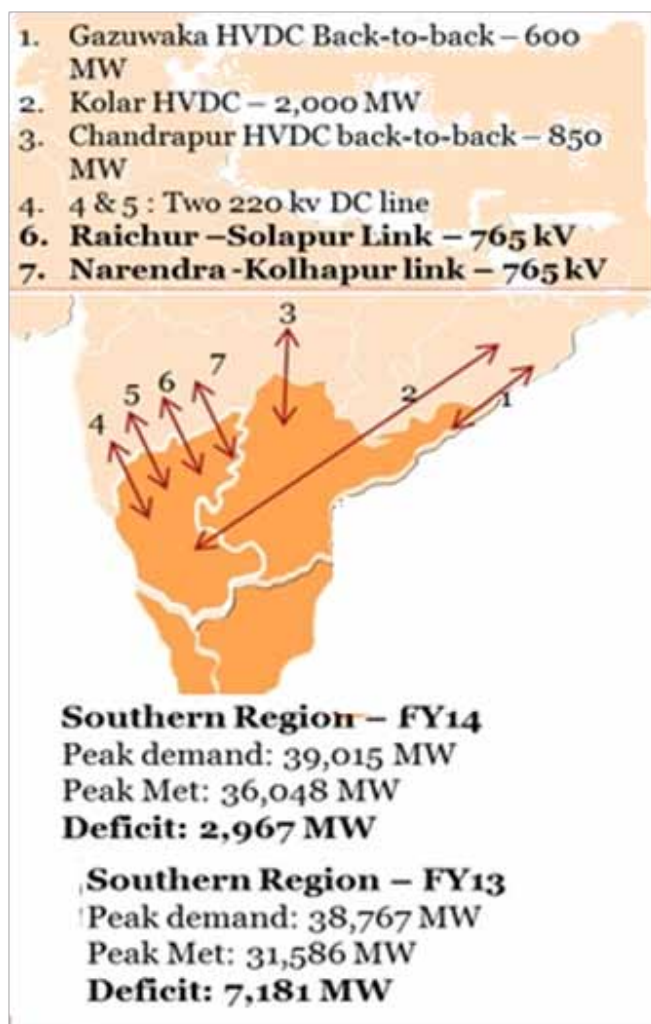 1. Gazuwaka HVDC Back-to-back – 600
MW
2. Kolar HVDC – 2,000 MW
3. Chandrapur HVDC back-to-back – 850
MW
4. 4 & 5 : Two 220 kv DC line
6. Raichur –Solapur Link – 765 kV
7. Narendra -Kolhapur link – 765 kV
3
7
6
5
4
2
1
Southern Region – FY14
Peak demand: 39,015 MW
Peak Met: 36,048 MW
Deficit: 2,967 MW
Southern Region – FY13
Peak demand: 38,767 MW
Peak Met: 31,586 MW
Deficit: 7,181 MW